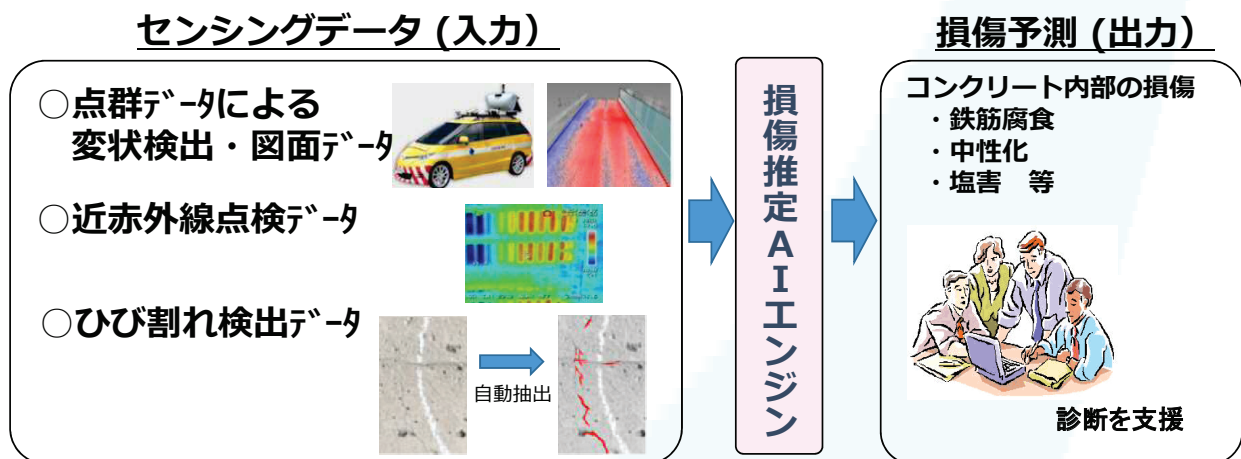 センシングデータ (入力)
○点群ﾃﾞｰﾀによる
変状検出・図面ﾃﾞｰﾀ
○近赤外線点検ﾃﾞｰﾀ
○ひび割れ検出ﾃﾞｰﾀ
自動抽出
損傷推定AIエンジン
損傷予測 (出力)
コンクリート内部の損傷
・鉄筋腐食
・中性化
・塩害　等
診断を支援